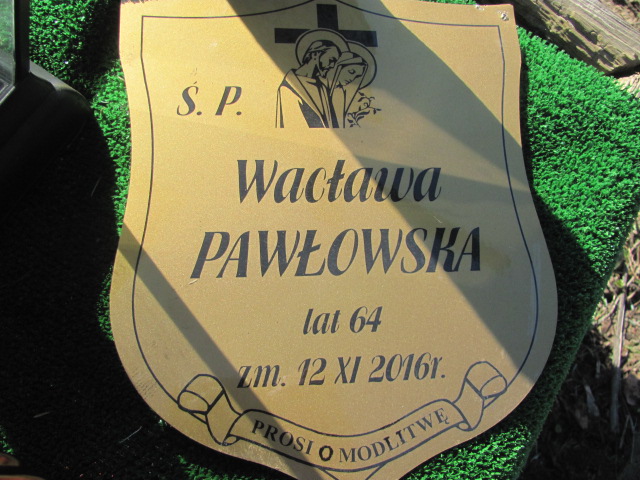 Ś. P.
Wacława
PAWŁOWSKA
lat 64
zm. 12 XI 2016r.
PROSI O MODLITWĘ